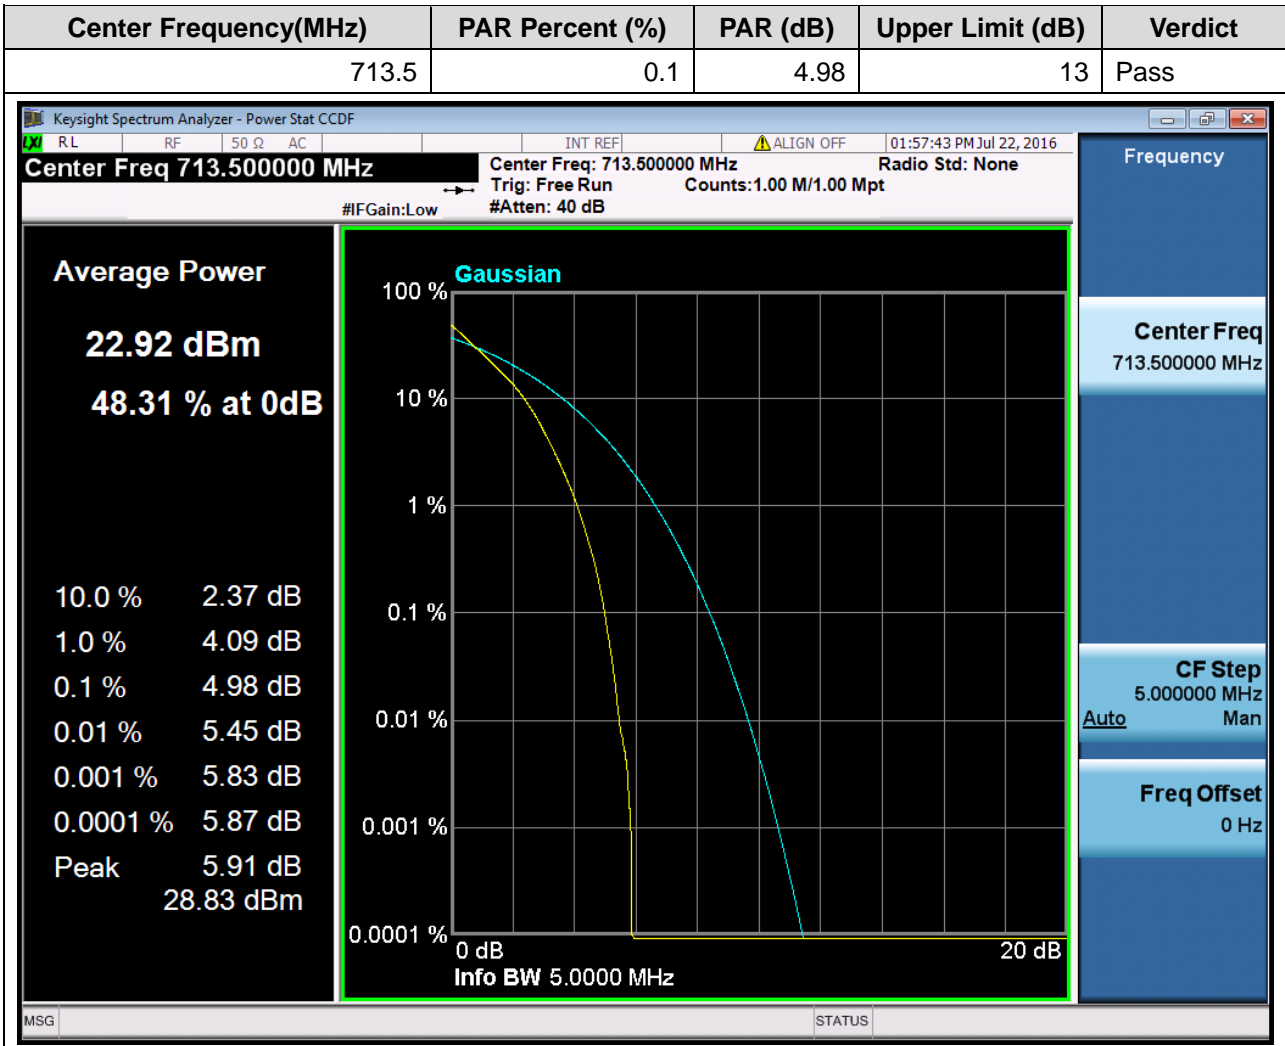 Center Frequency(MHz) PAR Percent (%) PAR (dB) Upper Limit (dB) Verdict
713.5 0.1 4.98 13 Pass
Keysight Spectrum Analyzer - Power Stat CCDF
LXI RL RF 50 Ω AC INT REF ALIGN OFF 01:57:43 PM Jul 22, 2016
Center Freq 713.500000 MHz
#IFGain:Low
Center Freq: 713.500000 MHz Radio Std: None
Trig: Free Run Counts:1.00 M/1.00 Mpt
#Atten: 40 dB
Average Power
22.92 dBm
48.31 % at 0dB
10.0 % 2.37 dB
1.0 % 4.09 dB
0.1 % 4.98 dB
0.01 % 5.45 dB
0.001 % 5.83 dB
0.0001 % 5.87 dB
Peak 5.91 dB
28.83 dBm
Gaussian
100 %
10 %
1 %
0.1 %
0.01 %
0.001 %
0.0001 %
0 dB 20 dB
Info BW 5.0000 MHz
Frequency
Center Freq
713.500000 MHz
CF Step
5.000000 MHz
Auto Man
Freq Offset
0 Hz
MSG STATUS